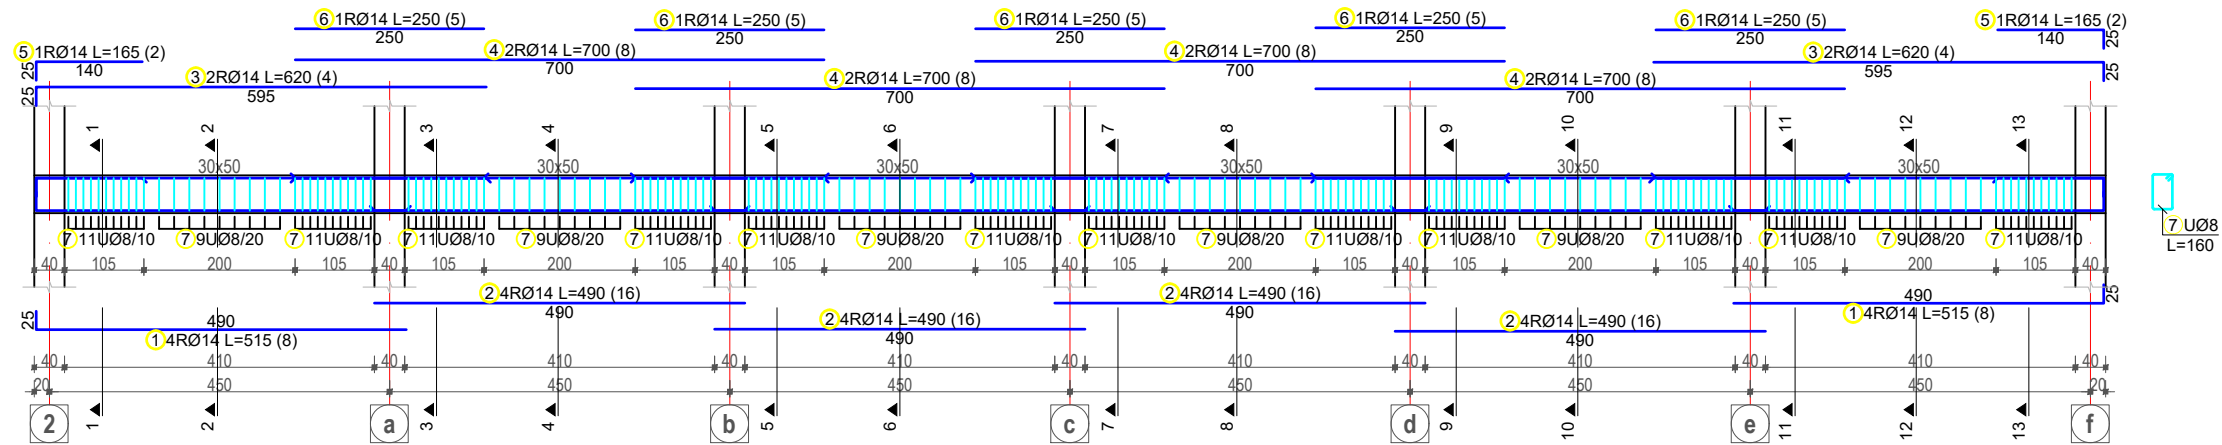 6 1RØ14 L=250 (5) 6 1RØ14 L=250 (5) 6 1RØ14 L=250 (5) 6 1RØ14 L=250 (5) 6 1RØ14 L=250 (5) 5 1RØ14 L=165 (2)
250 250 250 250 250 140 25
5 1RØ14 L=165 (2) 4 2RØ14 L=700 (8) 4 2RØ14 L=700 (8) 3 2RØ14 L=620 (4)
25 140 700 700 595 25
3 2RØ14 L=620 (4) 4 2RØ14 L=700 (8) 4 2RØ14 L=700 (8)
25 595 700 700
1 2 3 4 5 6 7 8 9 10 11 12 13
30x50 30x50 30x50 30x50 30x50 30x50
7 11UØ8/10 7 9UØ8/20 7 11UØ8/10 7 11UØ8/10 7 9UØ8/20 7 11UØ8/10 7 11UØ8/10 7 9UØ8/20 7 11UØ8/10 7 11UØ8/10 7 9UØ8/20 7 11UØ8/10 7 11UØ8/10 7 9UØ8/20 7 11UØ8/10 7 11UØ8/10 7 9UØ8/20 7 11UØ8/10
7 UØ8
L=160
40 105 200 105 40 105 200 105 40 105 200 105 40 105 200 105 40 105 200 105 40 105 200 105 40
2 4RØ14 L=490 (16) 2 4RØ14 L=490 (16) 490 25
490 490
25 490 2 4RØ14 L=490 (16) 2 4RØ14 L=490 (16) 1 4RØ14 L=515 (8)
1 4RØ14 L=515 (8) 490 490
40 410 40 410 40 410 40 410 40 410 40 410 40
20 450 450 450 450 450 450 20
2 a b c d e f
1 2 3 4 5 6 7 8 9 10 11 12 13